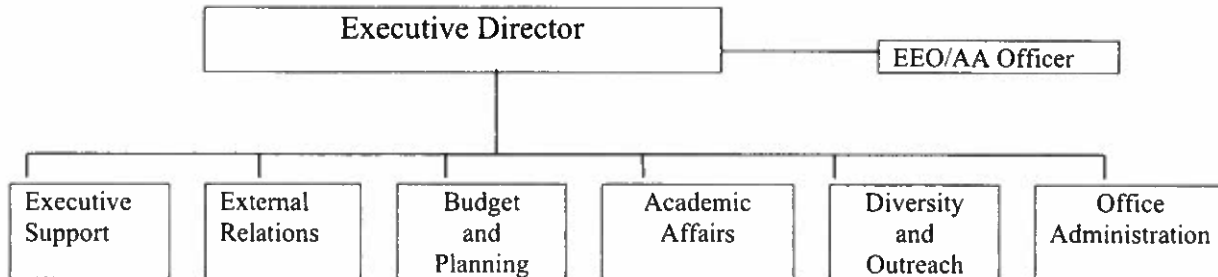 Executive Director
EEO/AA Officer
Executive
Support
External
Relations
Budget
and
Planning
Academic
Affairs
Diversity
and
Outreach
Office
Administration